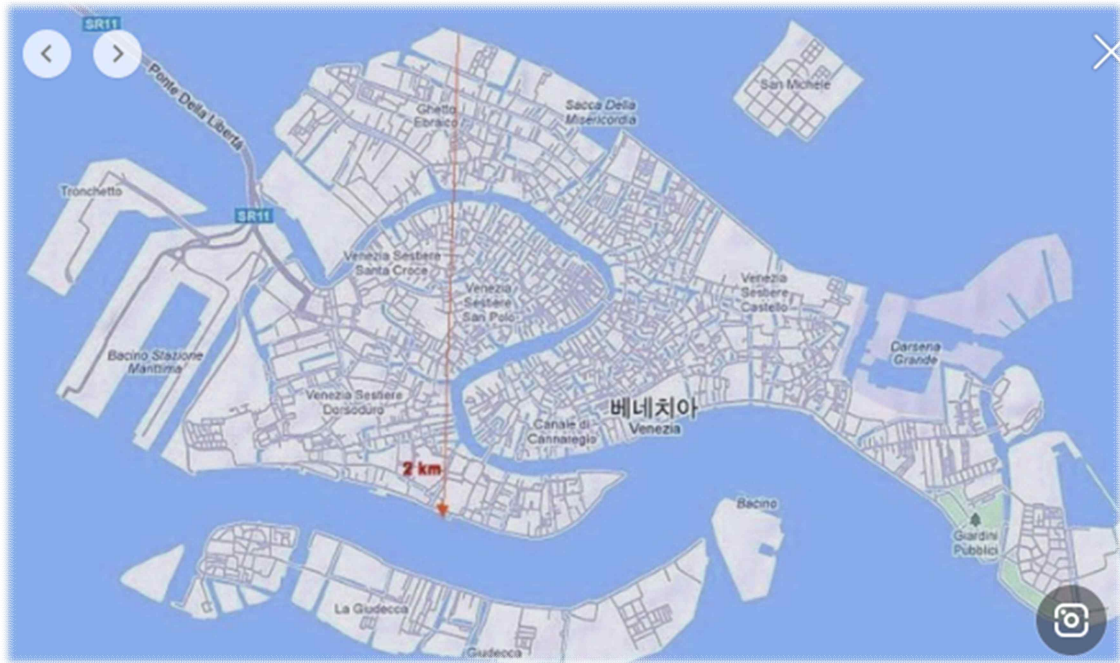 SR11
Ponte Della Libertà
Ghetto
Ebraico
Sacca Della
Misericordia
San Michele
Tronchetto
SR11
Venezia Sestiere
Santa Croce
Venezia
Sestiere
San Polo
Venezia
Sestiere
Castello
Bacino Stazione
Marittima
Darsena
Grande
Venezia Sestiere
Dorsoduro
베네치아
Venezia
Canale di
Cannaregio
2 km
Bacino
Giardini
Pubblici
La Giudecca
Giudecca